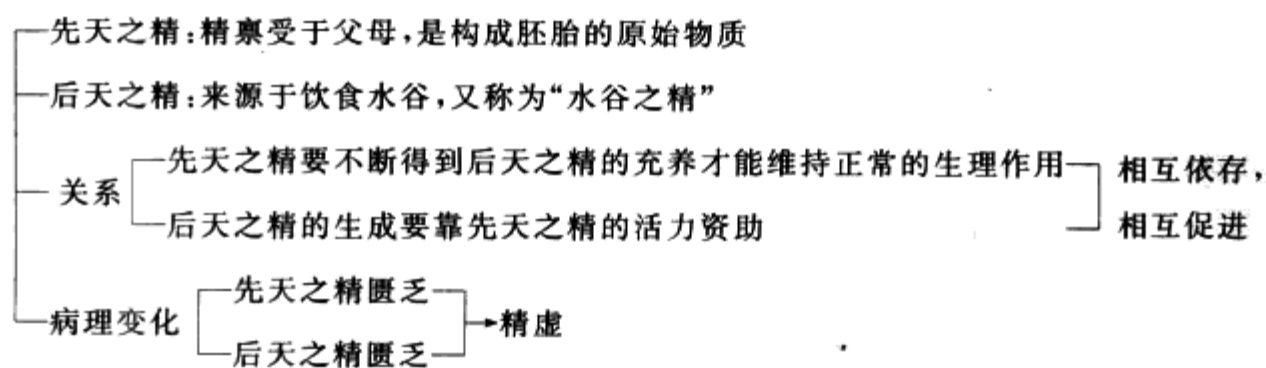 先天之精:精禀受于父母,是构成胚胎的原始物质
后天之精:来源于饮食水谷,又称为“水谷之精”
关系
先天之精要不断得到后天之精的充养才能维持正常的生理作用
后天之精的生成要靠先天之精的活力资助
相互依存,
相互促进
病理变化
先天之精匮乏
后天之精匮乏
精虚